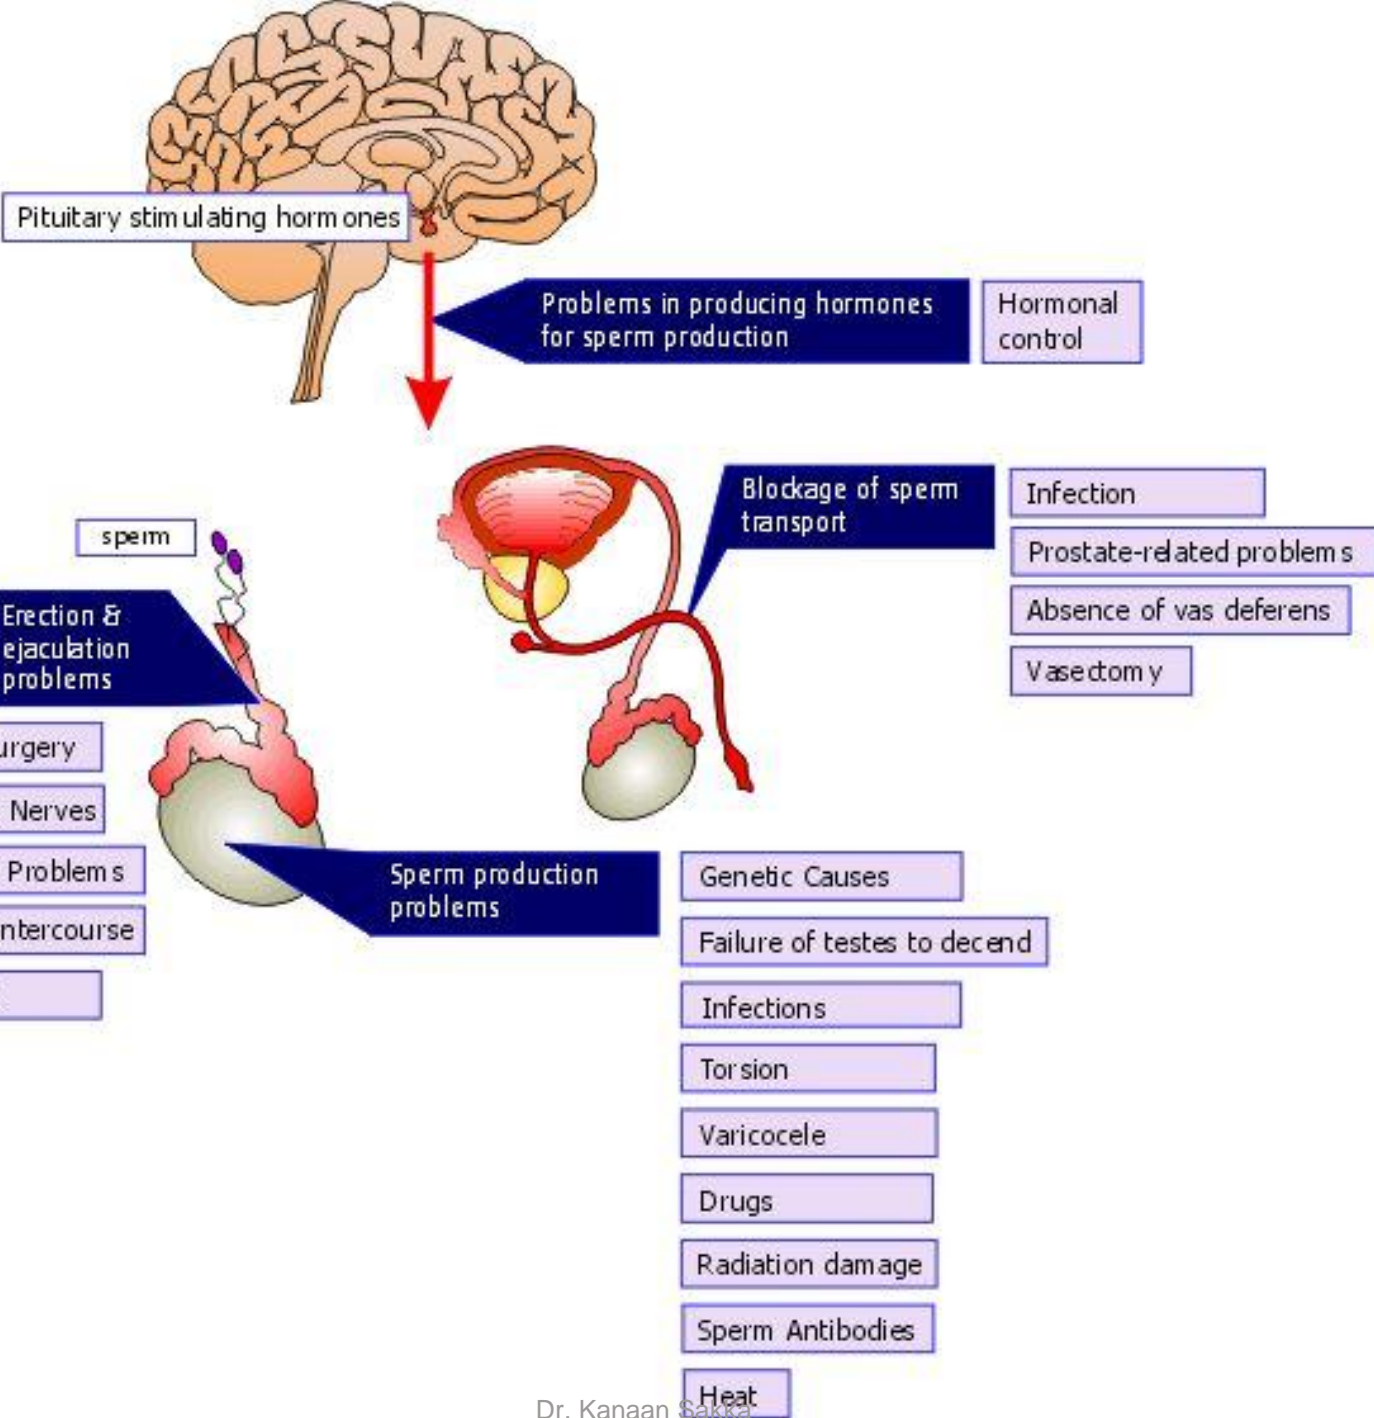 Pituitary stimulating hormones
Problems in producing hormones
for sperm production
Hormonal
control
sperm
Blockage of sperm
transport
Infection
Prostate-related problems
Absence of vas deferens
Vasectomy
Erection &
ejaculation
problems
urgery
Nerves
Problems
ntercourse
Sperm production
problems
Genetic Causes
Failure of testes to decend
Infections
Torsion
Varicocele
Drugs
Radiation damage
Sperm Antibodies
Heat
Dr. Kanaan Sakka